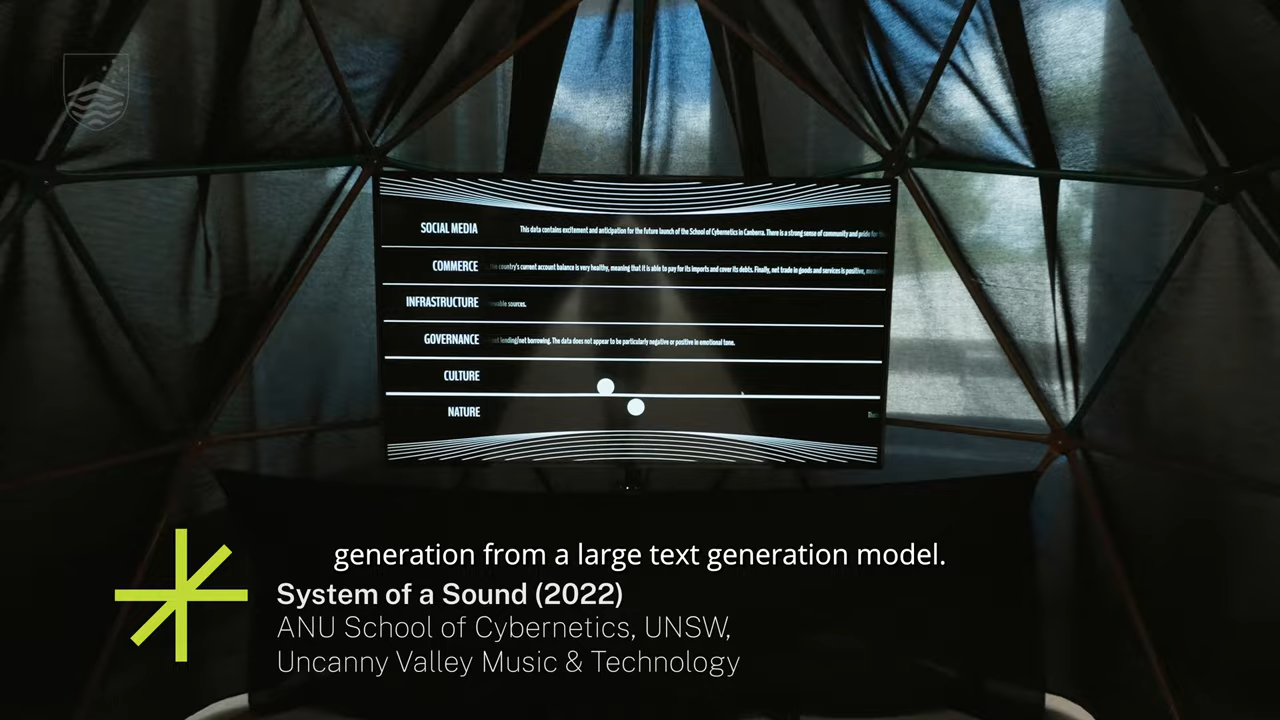 SOCIAL MEDIA This data contains excitement and anticipation for the future launch of the School of Cybernetics in Canberra. There is a strong sense of community and pride for the
COMMERCE the country's current account balance is very healthy, meaning that it is able to pay for its imports and cover its debts. Finally, net trade in goods and services is positive,
INFRASTRUCTURE sources.
GOVERNANCE lending/net borrowing. The data does not appear to be particularly negative or positive in emotional tone.
CULTURE
NATURE
generation from a large text generation model.
System of a Sound (2022)
ANU School of Cybernetics, UNSW,
Uncanny Valley Music & Technology